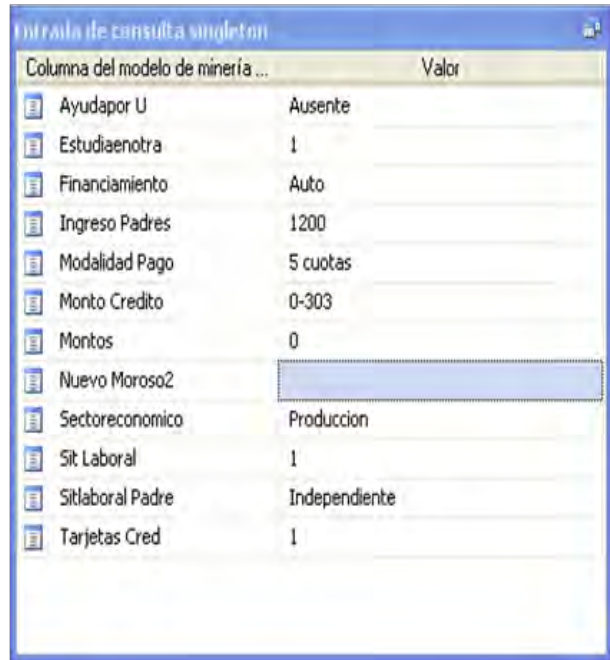 Entrada de consulta singleton
Columna del modelo de minería ... Valor
Ayudapor U Ausente
Estudiaenotra 1
Financiamiento Auto
Ingreso Padres 1200
Modalidad Pago 5 cuotas
Monto Credito 0-303
Montos 0
Nuevo Moroso2
Sectoreconomico Produccion
Sit Laboral 1
Sitlaboral Padre Independiente
Tarjetas Cred 1